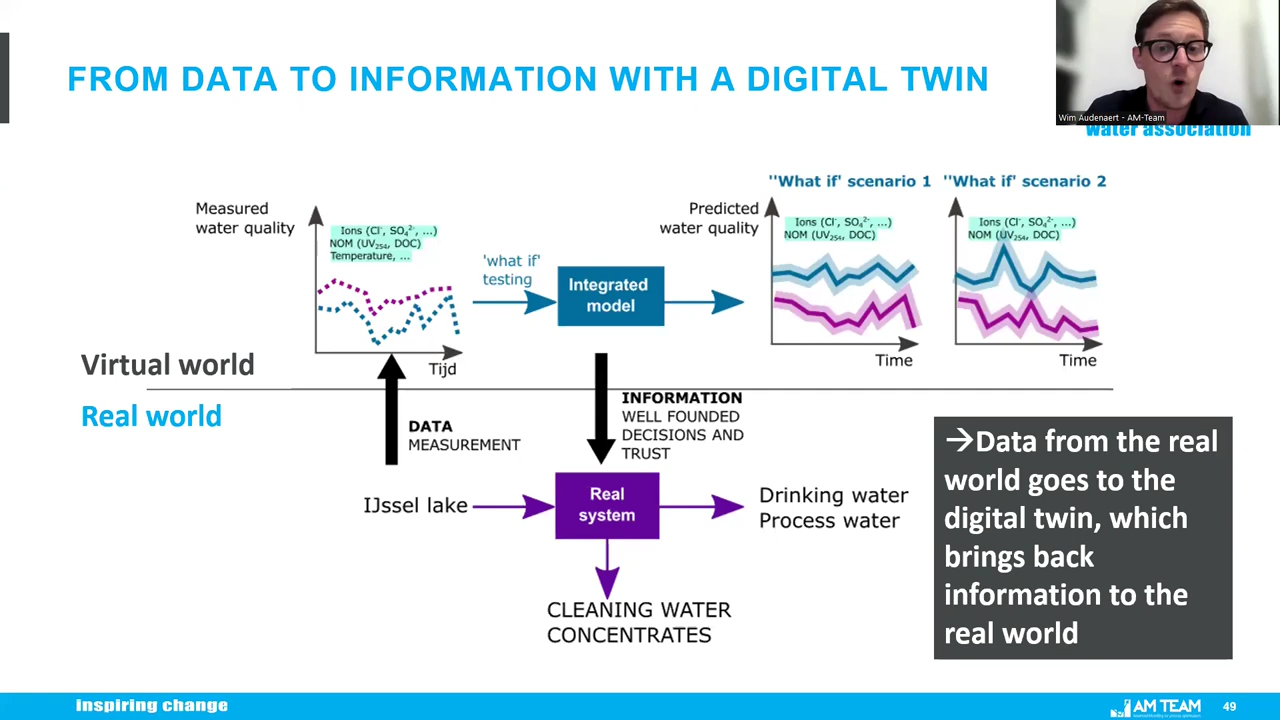 FROM DATA TO INFORMATION WITH A DIGITAL TWIN
Wim Audenaert - AM-Team
water association
Measured
water quality
Ions (Cl⁻, SO₄²⁻, ...)
NOM (UV₂₅₄, DOC)
Temperature, ...
Tijd
'what if'
testing
Integrated
model
Predicted
water quality
"What if' scenario 1
Ions (Cl⁻, SO₄²⁻, ...)
NOM (UV₂₅₄, DOC)
Time
"What if' scenario 2
Ions (Cl⁻, SO₄²⁻, ...)
NOM (UV₂₅₄, DOC)
Time
Virtual world
Real world
DATA
MEASUREMENT
INFORMATION
WELL FOUNDED
DECISIONS AND
TRUST
IJssel lake
Real
system
Drinking water
Process water
CLEANING WATER
CONCENTRATES
→Data from the real
world goes to the
digital twin, which
brings back
information to the
real world
inspiring change
AM TEAM
49